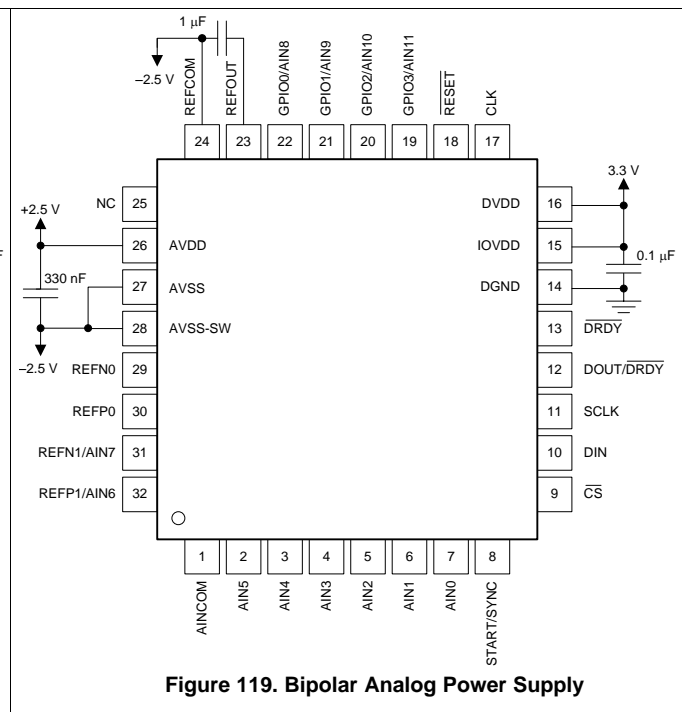 1 μF
–2.5 V
REFCOM
REFOUT
GPIO0/AIN8
GPIO1/AIN9
GPIO2/AIN10
GPIO3/AIN11
RESET
CLK
24
23
22
21
20
19
18
17
3.3 V
NC
25
DVDD
16
+2.5 V
26
AVDD
IOVDD
15
0.1 μF
F
330 nF
27
AVSS
DGND
14
28
AVSS-SW
13
DRDY
–2.5 V
REFN0
29
12
DOUT/DRDY
REFP0
30
11
SCLK
REFN1/AIN7
31
10
DIN
REFP1/AIN6
32
9
CS
1
2
3
4
5
6
7
8
AINCOM
AIN5
AIN4
AIN3
AIN2
AIN1
AIN0
START/SYNC
Figure 119. Bipolar Analog Power Supply